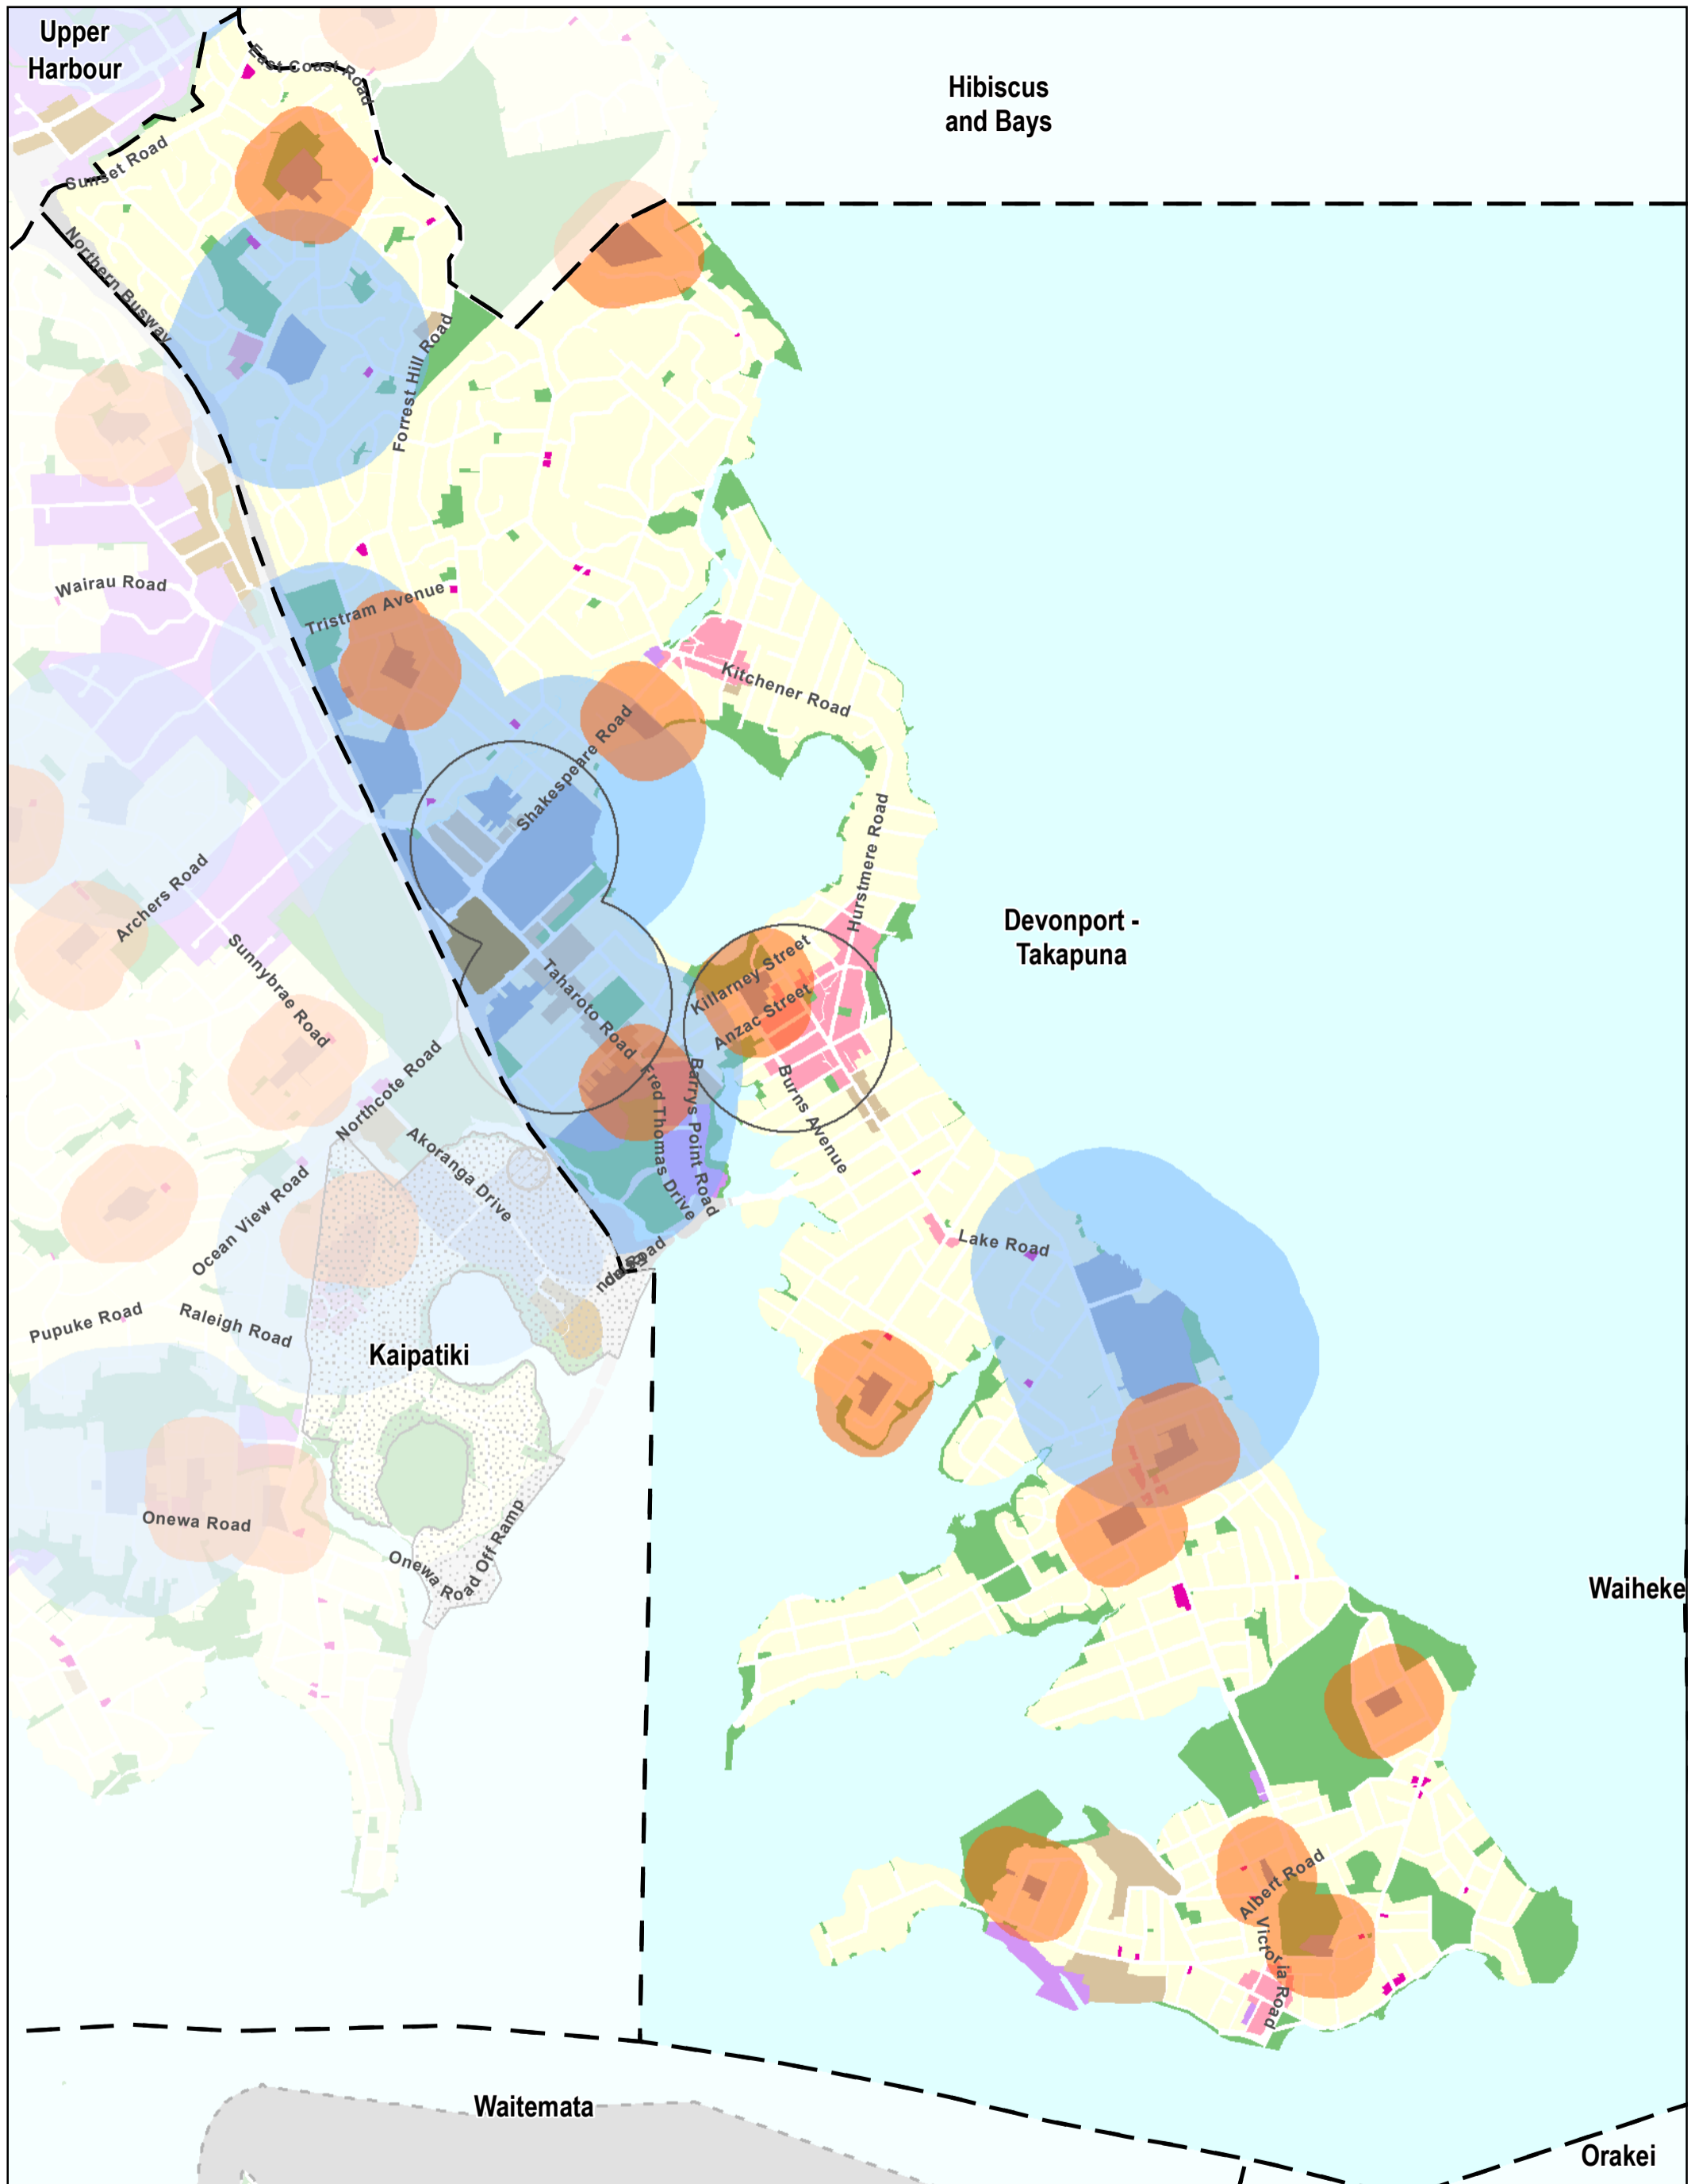 Upper
Harbour
East Coast Road
Hibiscus
and Bays
Sunset Road
Northern Busway
Forrest Hill Road
Wairau Road
Tristram Avenue
Kitchener Road
Shakespeare Road
Hurstmere Road
Archers Road
Devonport -
Takapuna
Sunnybrae Road
Killarney Street
Taharoto Road
Anzac Street
Northcote Road
Barrys Point Road
Fred Thomas Drive
Burns Avenue
Akoranga Drive
Ocean View Road
Lake Road
Road
Pupuke Road
Raleigh Road
Kaipatiki
Onewa Road
Onewa Road Off Ramp
Waiheke
Albert Road
Victoria Road
Waitemata
Orakei